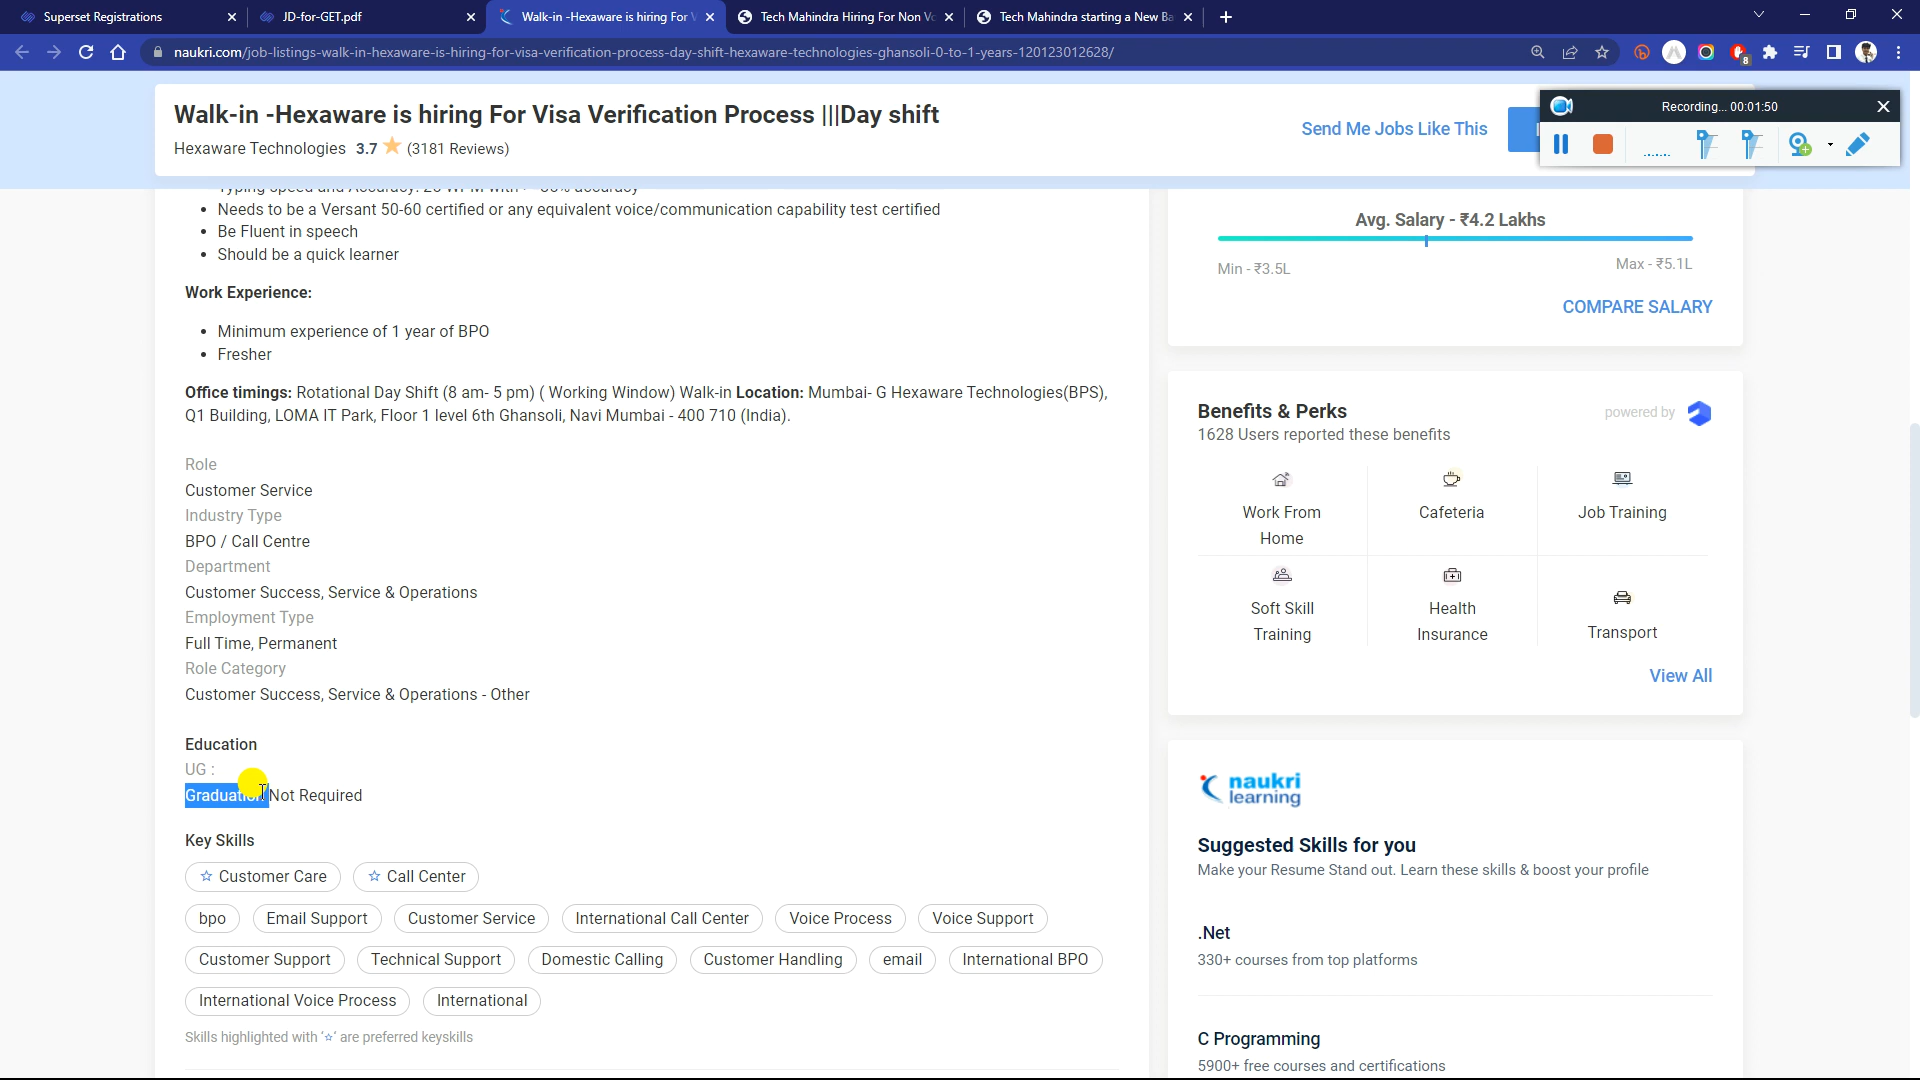 Superset Registrations
JD-for-GET.pdf
Walk-in -Hexaware is hiring For V
Tech Mahindra Hiring For Non Vo
Tech Mahindra starting a New Ba
naukri.com/job-listings-walk-in-hexaware-is-hiring-for-visa-verification-process-day-shift-hexaware-technologies-ghansoli-0-to-1-years-120123012628/
8
Walk-in -Hexaware is hiring For Visa Verification Process |||Day shift
Hexaware Technologies 3.7 (3181 Reviews)
Send Me Jobs Like This
Recording... 00:01:50
Typing speed and Accuracy:
Needs to be a Versant 50-60 certified or any equivalent voice/communication capability test certified
Be Fluent in speech
Should be a quick learner
Work Experience:
Minimum experience of 1 year of BPO
Fresher
Office timings: Rotational Day Shift (8 am- 5 pm) ( Working Window) Walk-in Location: Mumbai- G Hexaware Technologies(BPS),
Q1 Building, LOMA IT Park, Floor 1 level 6th Ghansoli, Navi Mumbai - 400 710 (India).
Role
Customer Service
Industry Type
BPO / Call Centre
Department
Customer Success, Service & Operations
Employment Type
Full Time, Permanent
Role Category
Customer Success, Service & Operations - Other
Education
UG :
Graduation Not Required
Key Skills
Customer Care
Call Center
bpo
Email Support
Customer Service
International Call Center
Voice Process
Voice Support
Customer Support
Technical Support
Domestic Calling
Customer Handling
email
International BPO
International Voice Process
International
Skills highlighted with '☆' are preferred keyskills
Avg. Salary - ₹4.2 Lakhs
Min - ₹3.5L
Max - ₹5.1L
COMPARE SALARY
Benefits & Perks
powered by
1628 Users reported these benefits
Work From
Home
Cafeteria
Job Training
Soft Skill
Training
Health
Insurance
Transport
View All
naukri
learning
Suggested Skills for you
Make your Resume Stand out. Learn these skills & boost your profile
.Net
330+ courses from top platforms
C Programming
5900+ free courses and certifications